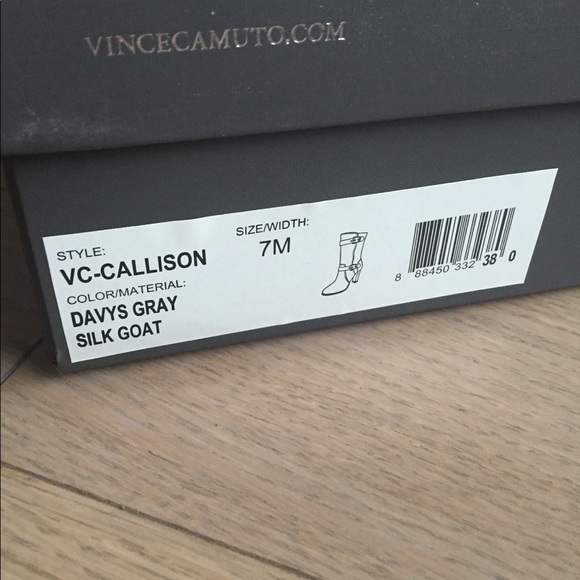 VINCECAMUTO.COM
STYLE:
VC-CALLISON
COLOR/MATERIAL:
DAVYS GRAY
SILK GOAT
SIZE/WIDTH:
7M
8 88450 332 38 0